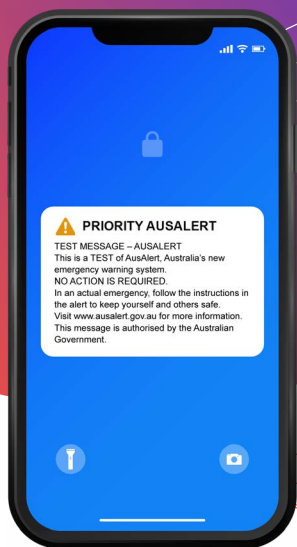 PRIORITY AUSALERT
TEST MESSAGE – AUSALERT
This is a TEST of AusAlert, Australia's new
emergency warning system.
NO ACTION IS REQUIRED.
In an actual emergency, follow the instructions in
the alert to keep yourself and others safe.
Visit www.ausalert.gov.au for more information.
This message is authorised by the Australian
Government.